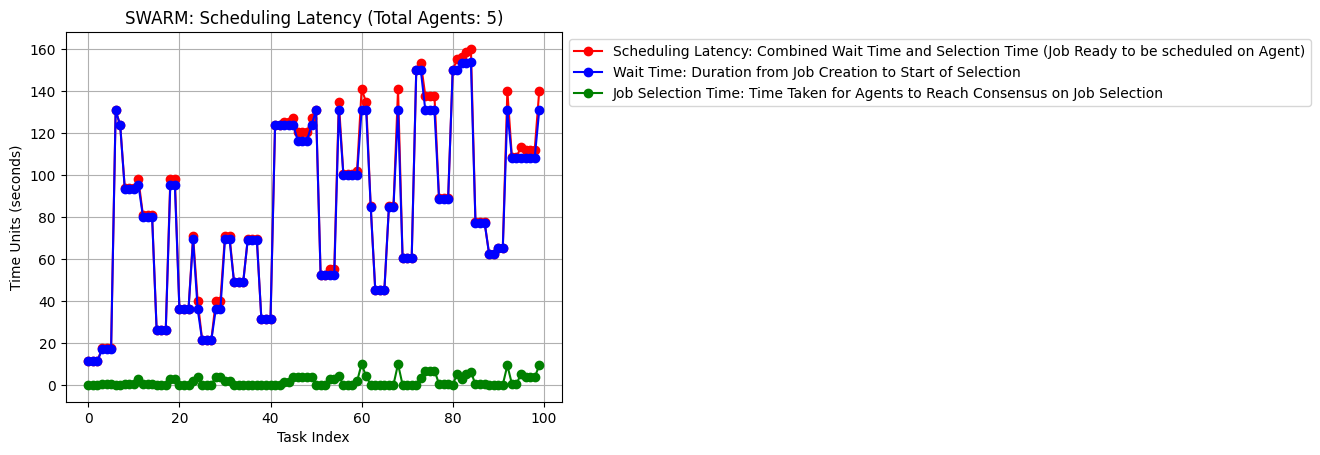 SWARM: Scheduling Latency (Total Agents: 5)
Scheduling Latency: Combined Wait Time and Selection Time (Job Ready to be scheduled on Agent)
Wait Time: Duration from Job Creation to Start of Selection
Job Selection Time: Time Taken for Agents to Reach Consensus on Job Selection
Time Units (seconds)
160
140
120
100
80
60
40
20
0
0 20 40 60 80 100
Task Index